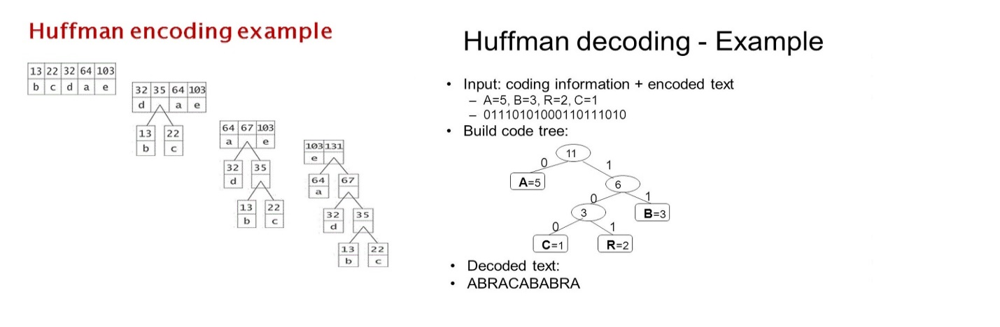 Huffman encoding example
13 22 32 64 103
b c d a e
32 35 64 103
d a e
13 22
b c
64 67 103
a e
32 35
d
13 22
b c
103 131
e
64 67
a
32 35
d
13 22
b c
Huffman decoding - Example
• Input: coding information + encoded text
– A=5, B=3, R=2, C=1
– 01110101000110111010
• Build code tree:
11
0 1
A=5 6
0 1
3 B=3
0 1
C=1 R=2
• Decoded text:
• ABRACABABRA